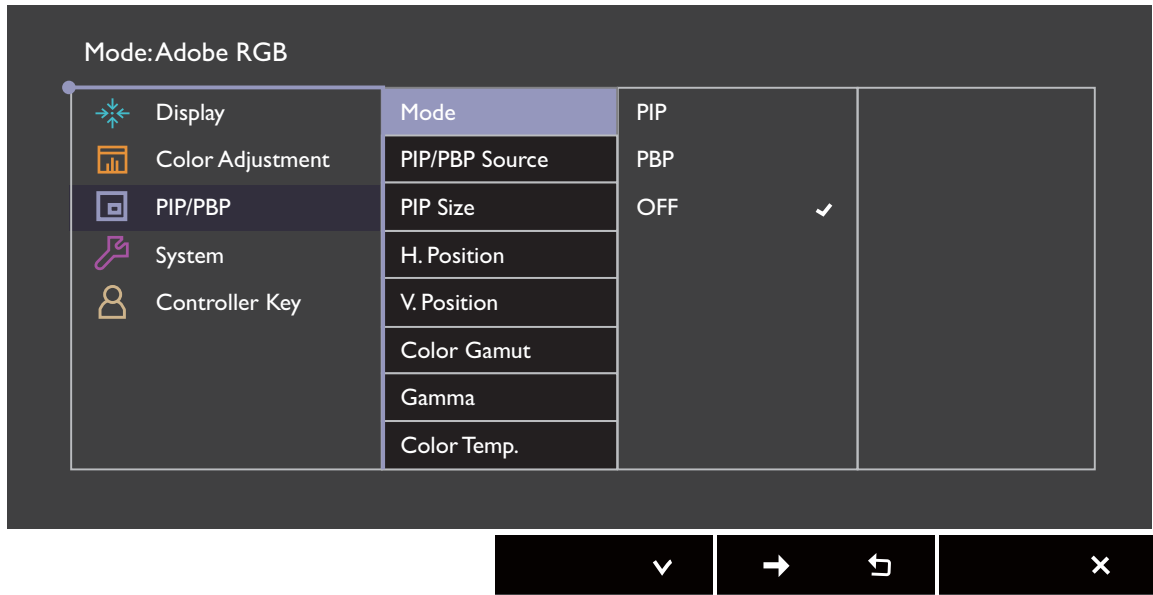 Mode: Adobe RGB
Display
Color Adjustment
PIP/PBP
System
Controller Key
Mode
PIP/PBP Source
PIP Size
H. Position
V. Position
Color Gamut
Gamma
Color Temp.
PIP
PBP
OFF